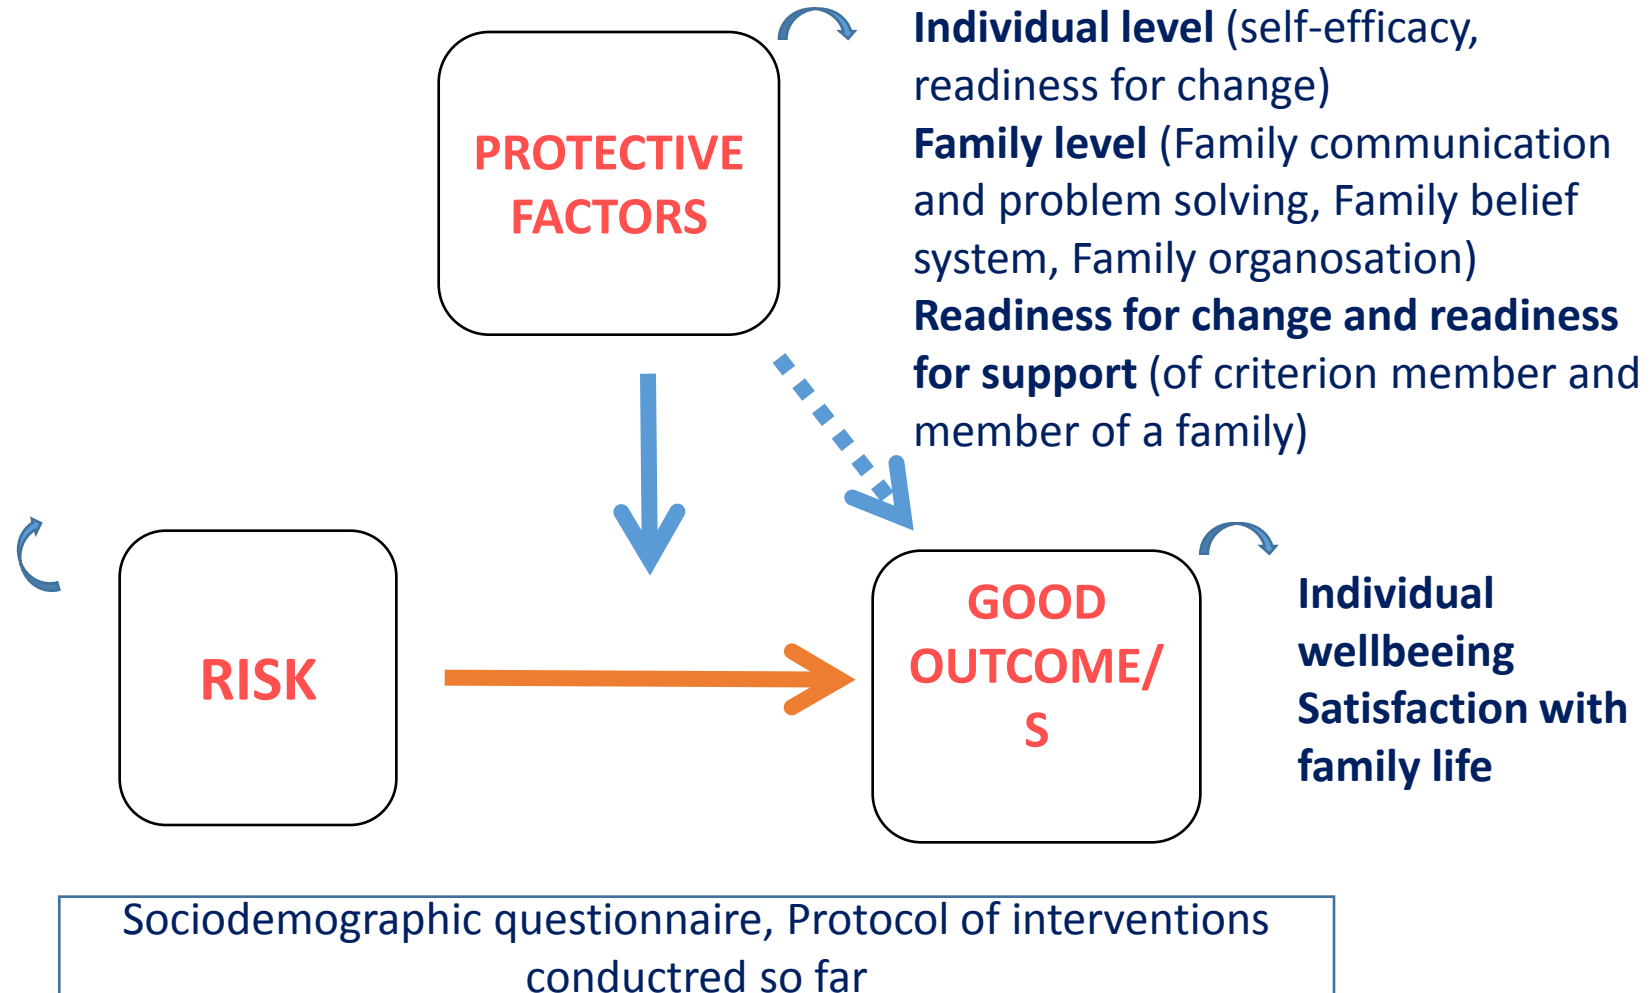 PROTECTIVE
FACTORS
Individual level (self-efficacy,
readiness for change)
Family level (Family communication
and problem solving, Family belief
system, Family organosation)
Readiness for change and readiness
for support (of criterion member and
member of a family)
RISK
GOOD
OUTCOME/
S
Individual
wellbeeing
Satisfaction with
family life
Sociodemographic questionnaire, Protocol of interventions
conductred so far